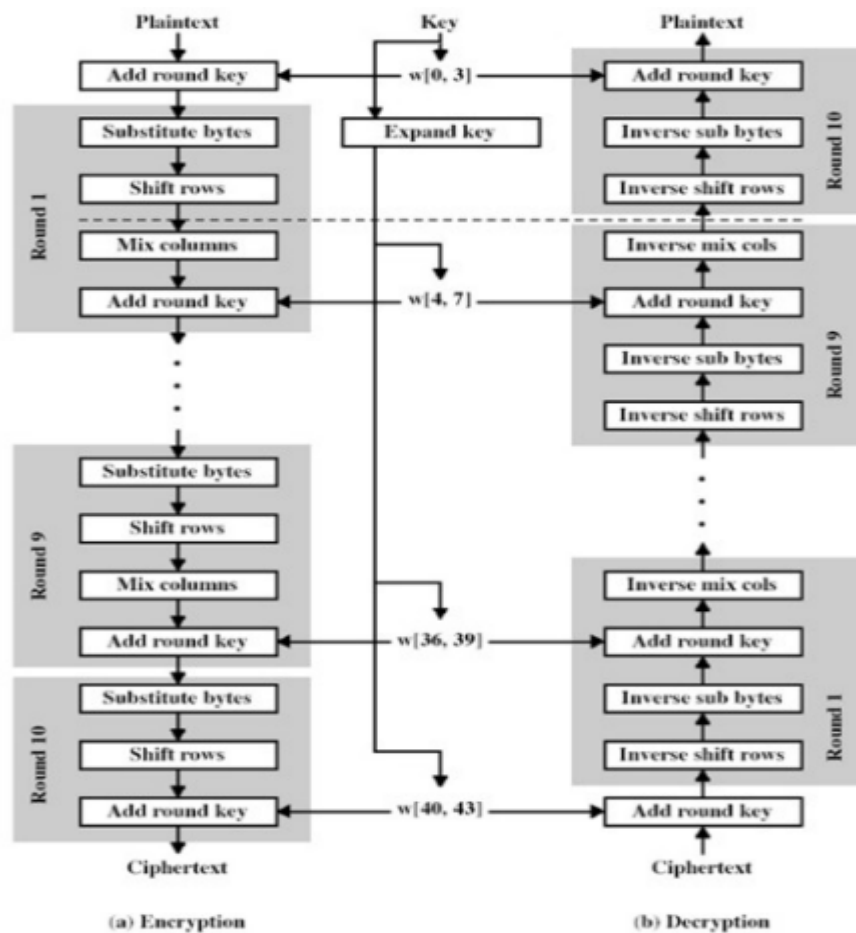 Plaintext
Add round key
Round 1
Substitute bytes
Shift rows
Mix columns
Add round key
Round 9
Substitute bytes
Shift rows
Mix columns
Add round key
Round 10
Substitute bytes
Shift rows
Add round key
Ciphertext
(a) Encryption
Key
w[0, 3]
Expand key
w[4, 7]
w[36, 39]
w[40, 43]
Plaintext
Add round key
Inverse sub bytes
Inverse shift rows
Round 10
Inverse mix cols
Add round key
Inverse sub bytes
Inverse shift rows
Round 9
Inverse mix cols
Add round key
Inverse sub bytes
Inverse shift rows
Round 1
Add round key
Ciphertext
(b) Decryption